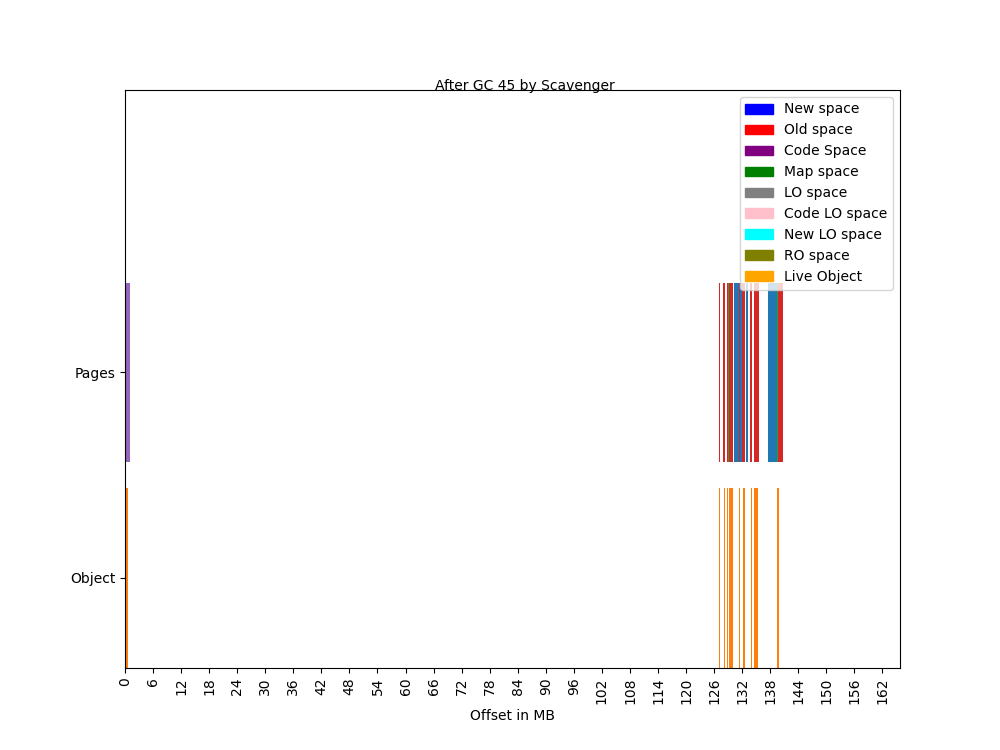 After GC 45 by Scavenger
New space
Old space
Code Space
Map space
LO space
Code LO space
New LO space
RO space
Live Object
Pages
Object
0 6 12 18 24 30 36 42 48 54 60 66 72 78 84 90 96 102 108 114 120 126 132 138 144 150 156 162
Offset in MB